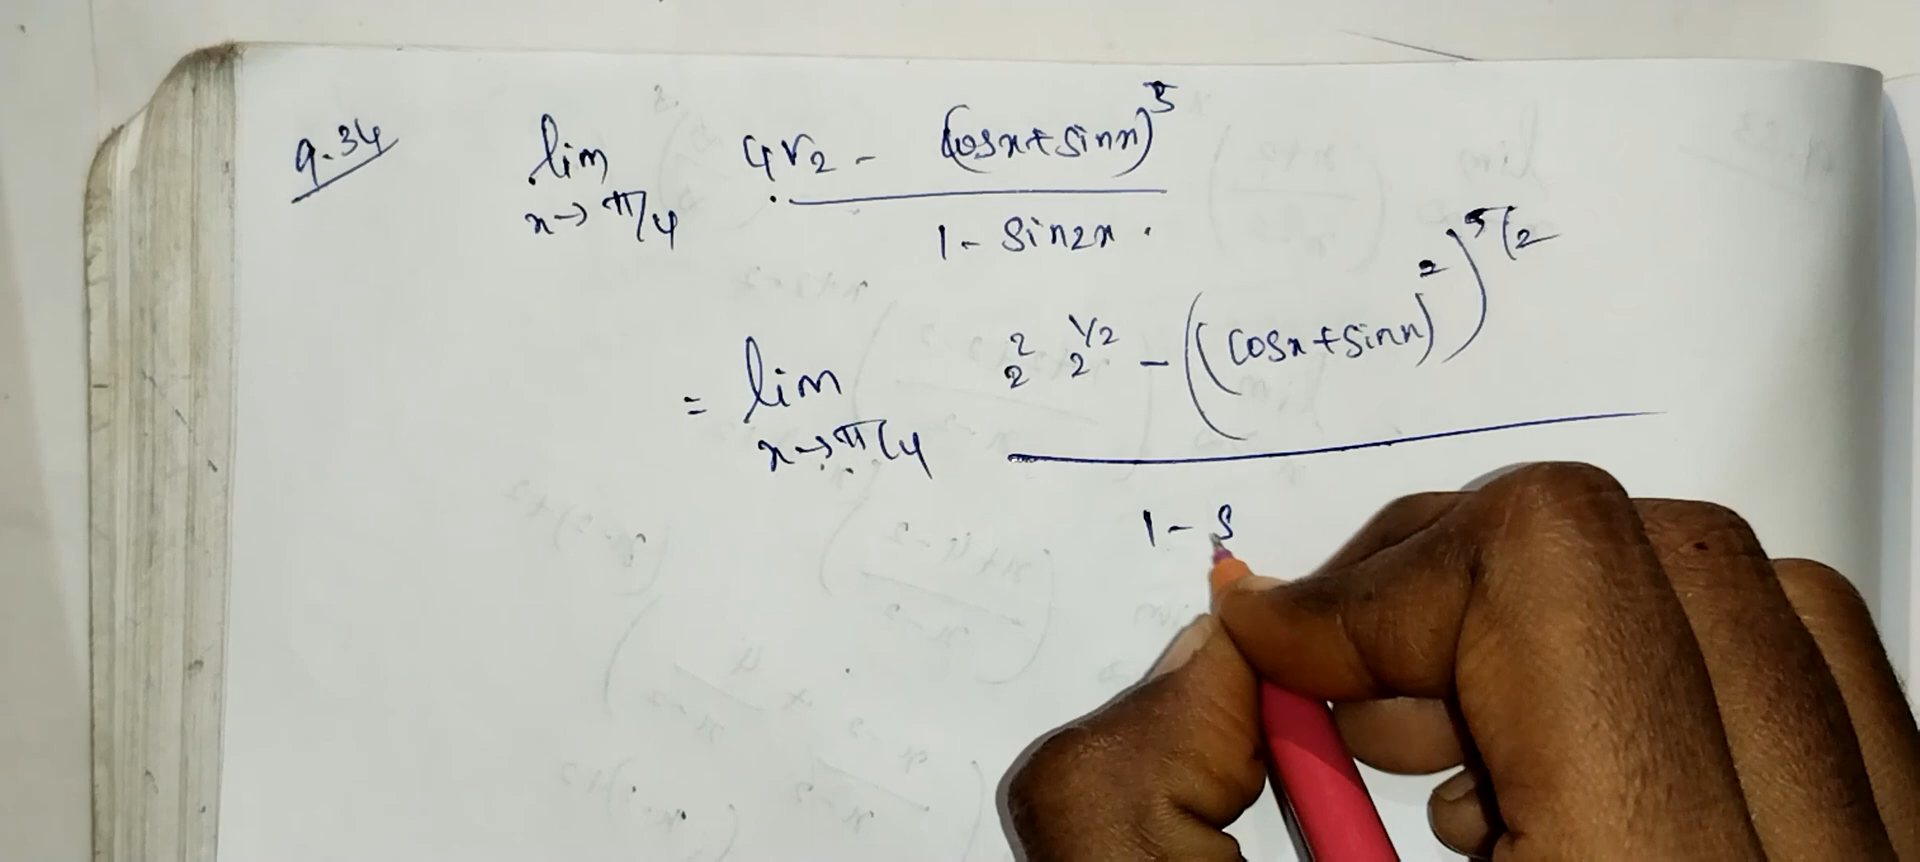 9.34
lim 4√2 - (cosx+sinx)^5
x→π/4 1 - sin2x .
= lim 2^2 2^1/2 - ((cosx+sinx)^2)^5/2
x→π/4
1 - s